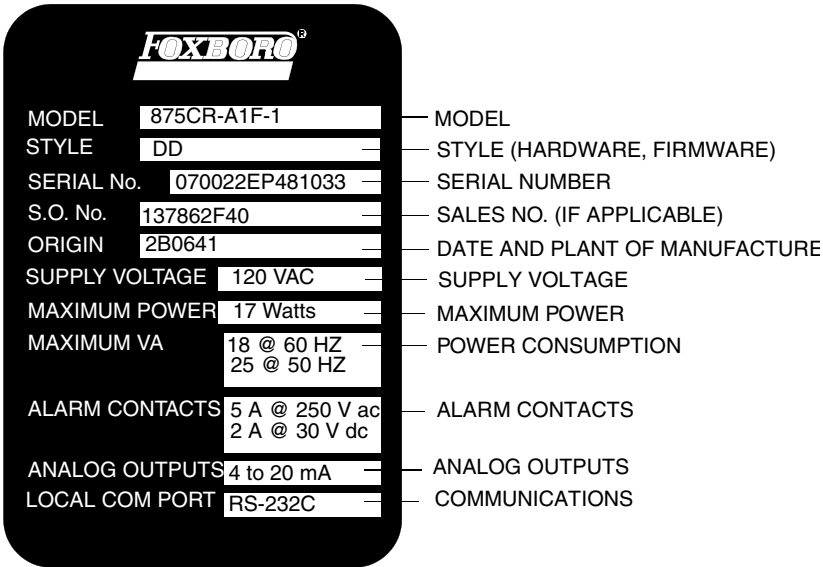 FOXBORO®
MODEL 875CR-A1F-1 MODEL
STYLE DD STYLE (HARDWARE, FIRMWARE)
SERIAL No. 070022EP481033 SERIAL NUMBER
S.O. No. 137862F40 SALES NO. (IF APPLICABLE)
ORIGIN 2B0641 DATE AND PLANT OF MANUFACTURE
SUPPLY VOLTAGE 120 VAC SUPPLY VOLTAGE
MAXIMUM POWER 17 Watts MAXIMUM POWER
MAXIMUM VA 18 @ 60 HZ POWER CONSUMPTION
25 @ 50 HZ
ALARM CONTACTS 5 A @ 250 V ac ALARM CONTACTS
2 A @ 30 V dc
ANALOG OUTPUTS 4 to 20 mA ANALOG OUTPUTS
LOCAL COM PORT RS-232C COMMUNICATIONS